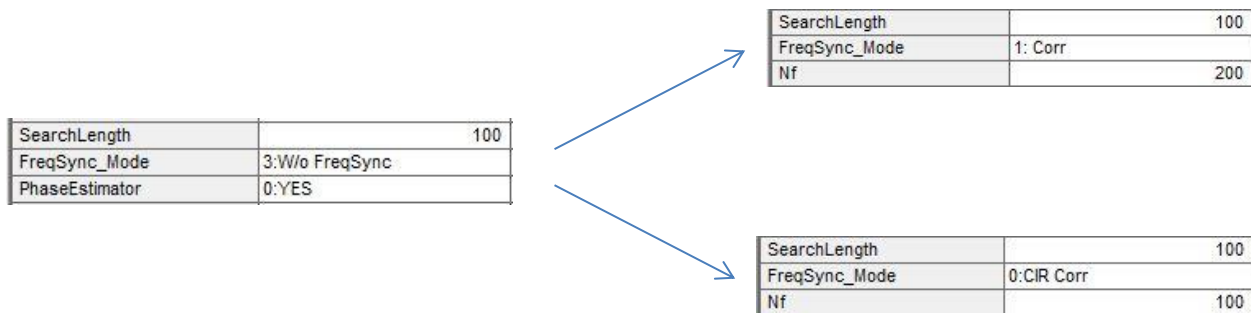 SearchLength 100
FreqSync_Mode 3:W/o FreqSync
PhaseEstimator 0:YES
SearchLength 100
FreqSync_Mode 1: Corr
Nf 200
SearchLength 100
FreqSync_Mode 0:CIR Corr
Nf 100